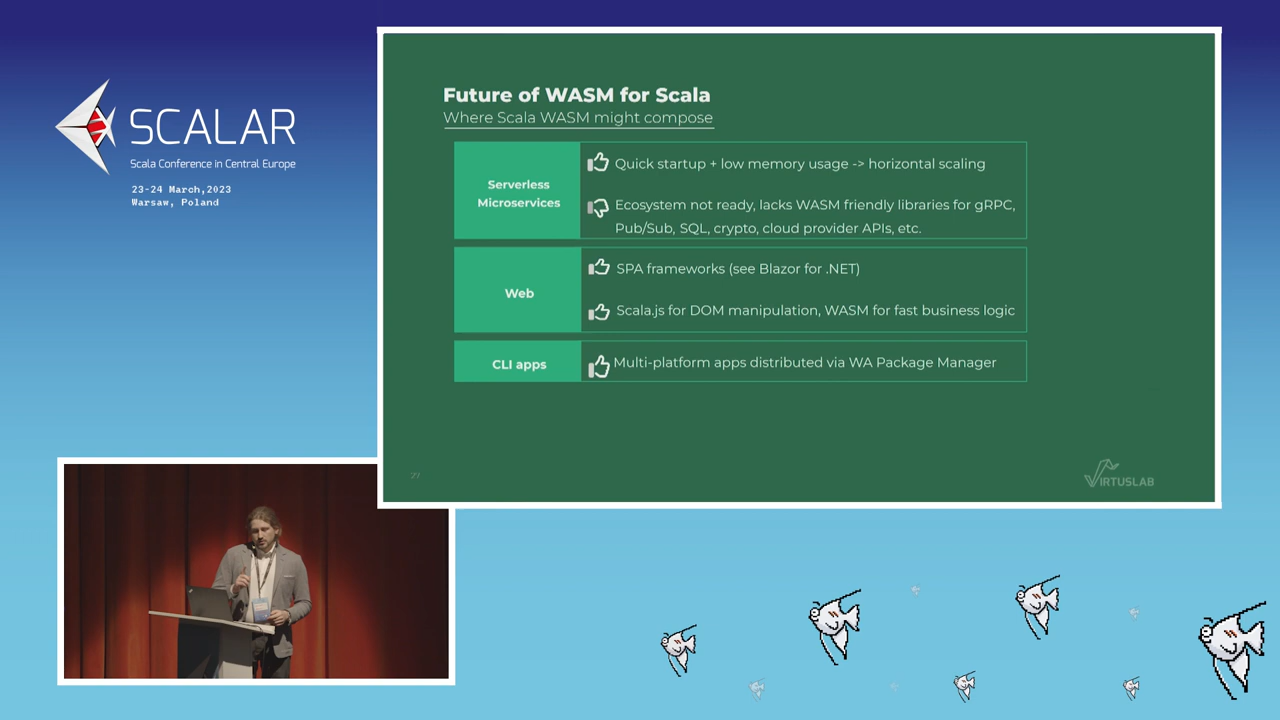 SCALAR
Scala Conference in Central Europe
23-24 March,2023
Warsaw, Poland
Future of WASM for Scala
Where Scala WASM might compose
Serverless
Microservices
Quick startup + low memory usage -> horizontal scaling
Ecosystem not ready, lacks WASM friendly libraries for gRPC,
Pub/Sub, SQL, crypto, cloud provider APIs, etc.
Web
SPA frameworks (see Blazor for .NET)
Scala.js for DOM manipulation, WASM for fast business logic
CLI apps
Multi-platform apps distributed via WA Package Manager
VIRTUSLAB